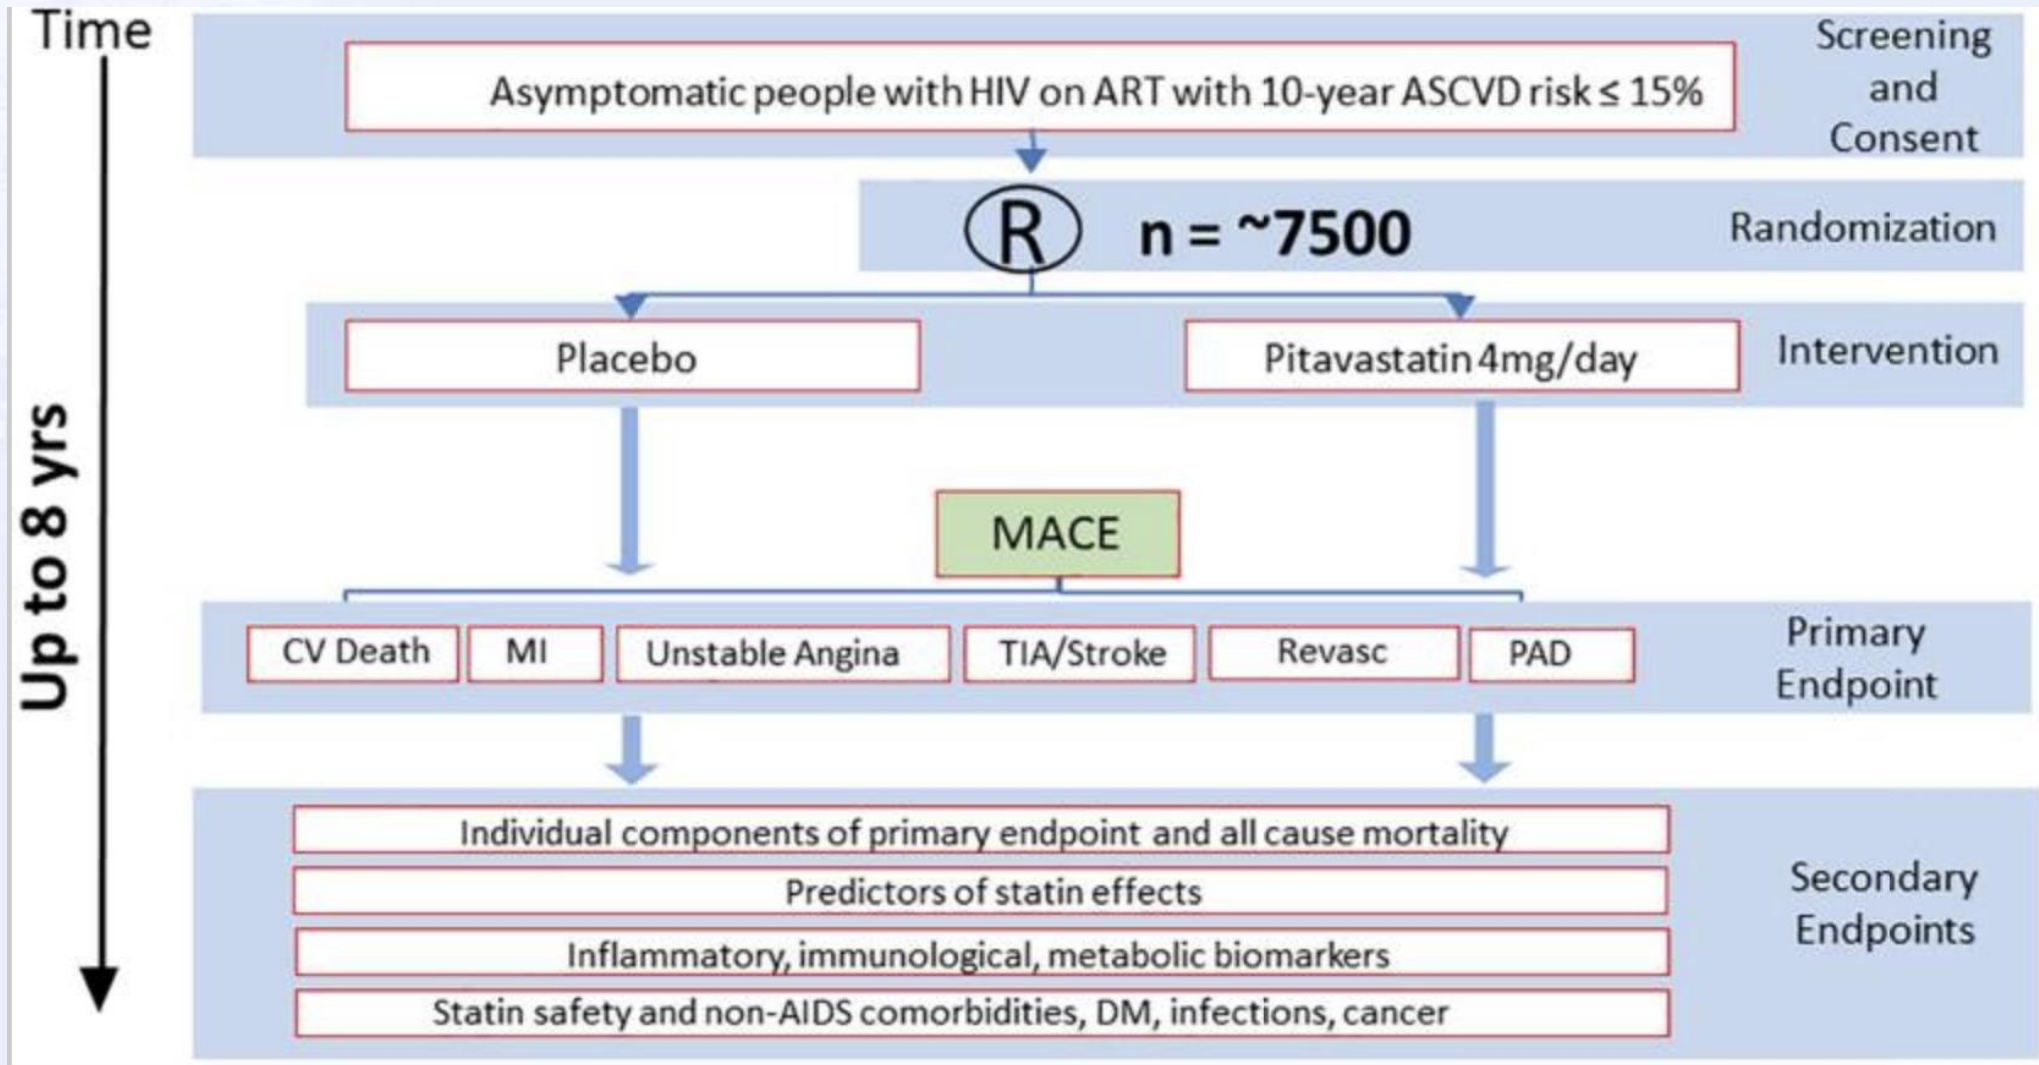 Time
Screening
and
Consent
Asymptomatic people with HIV on ART with 10-year ASCVD risk ≤ 15%
R
n = ~7500
Randomization
Placebo
Pitavastatin 4mg/day
Intervention
Up to 8 yrs
MACE
CV Death
MI
Unstable Angina
TIA/Stroke
Revasc
PAD
Primary
Endpoint
Individual components of primary endpoint and all cause mortality
Predictors of statin effects
Inflammatory, immunological, metabolic biomarkers
Statin safety and non-AIDS comorbidities, DM, infections, cancer
Secondary
Endpoints